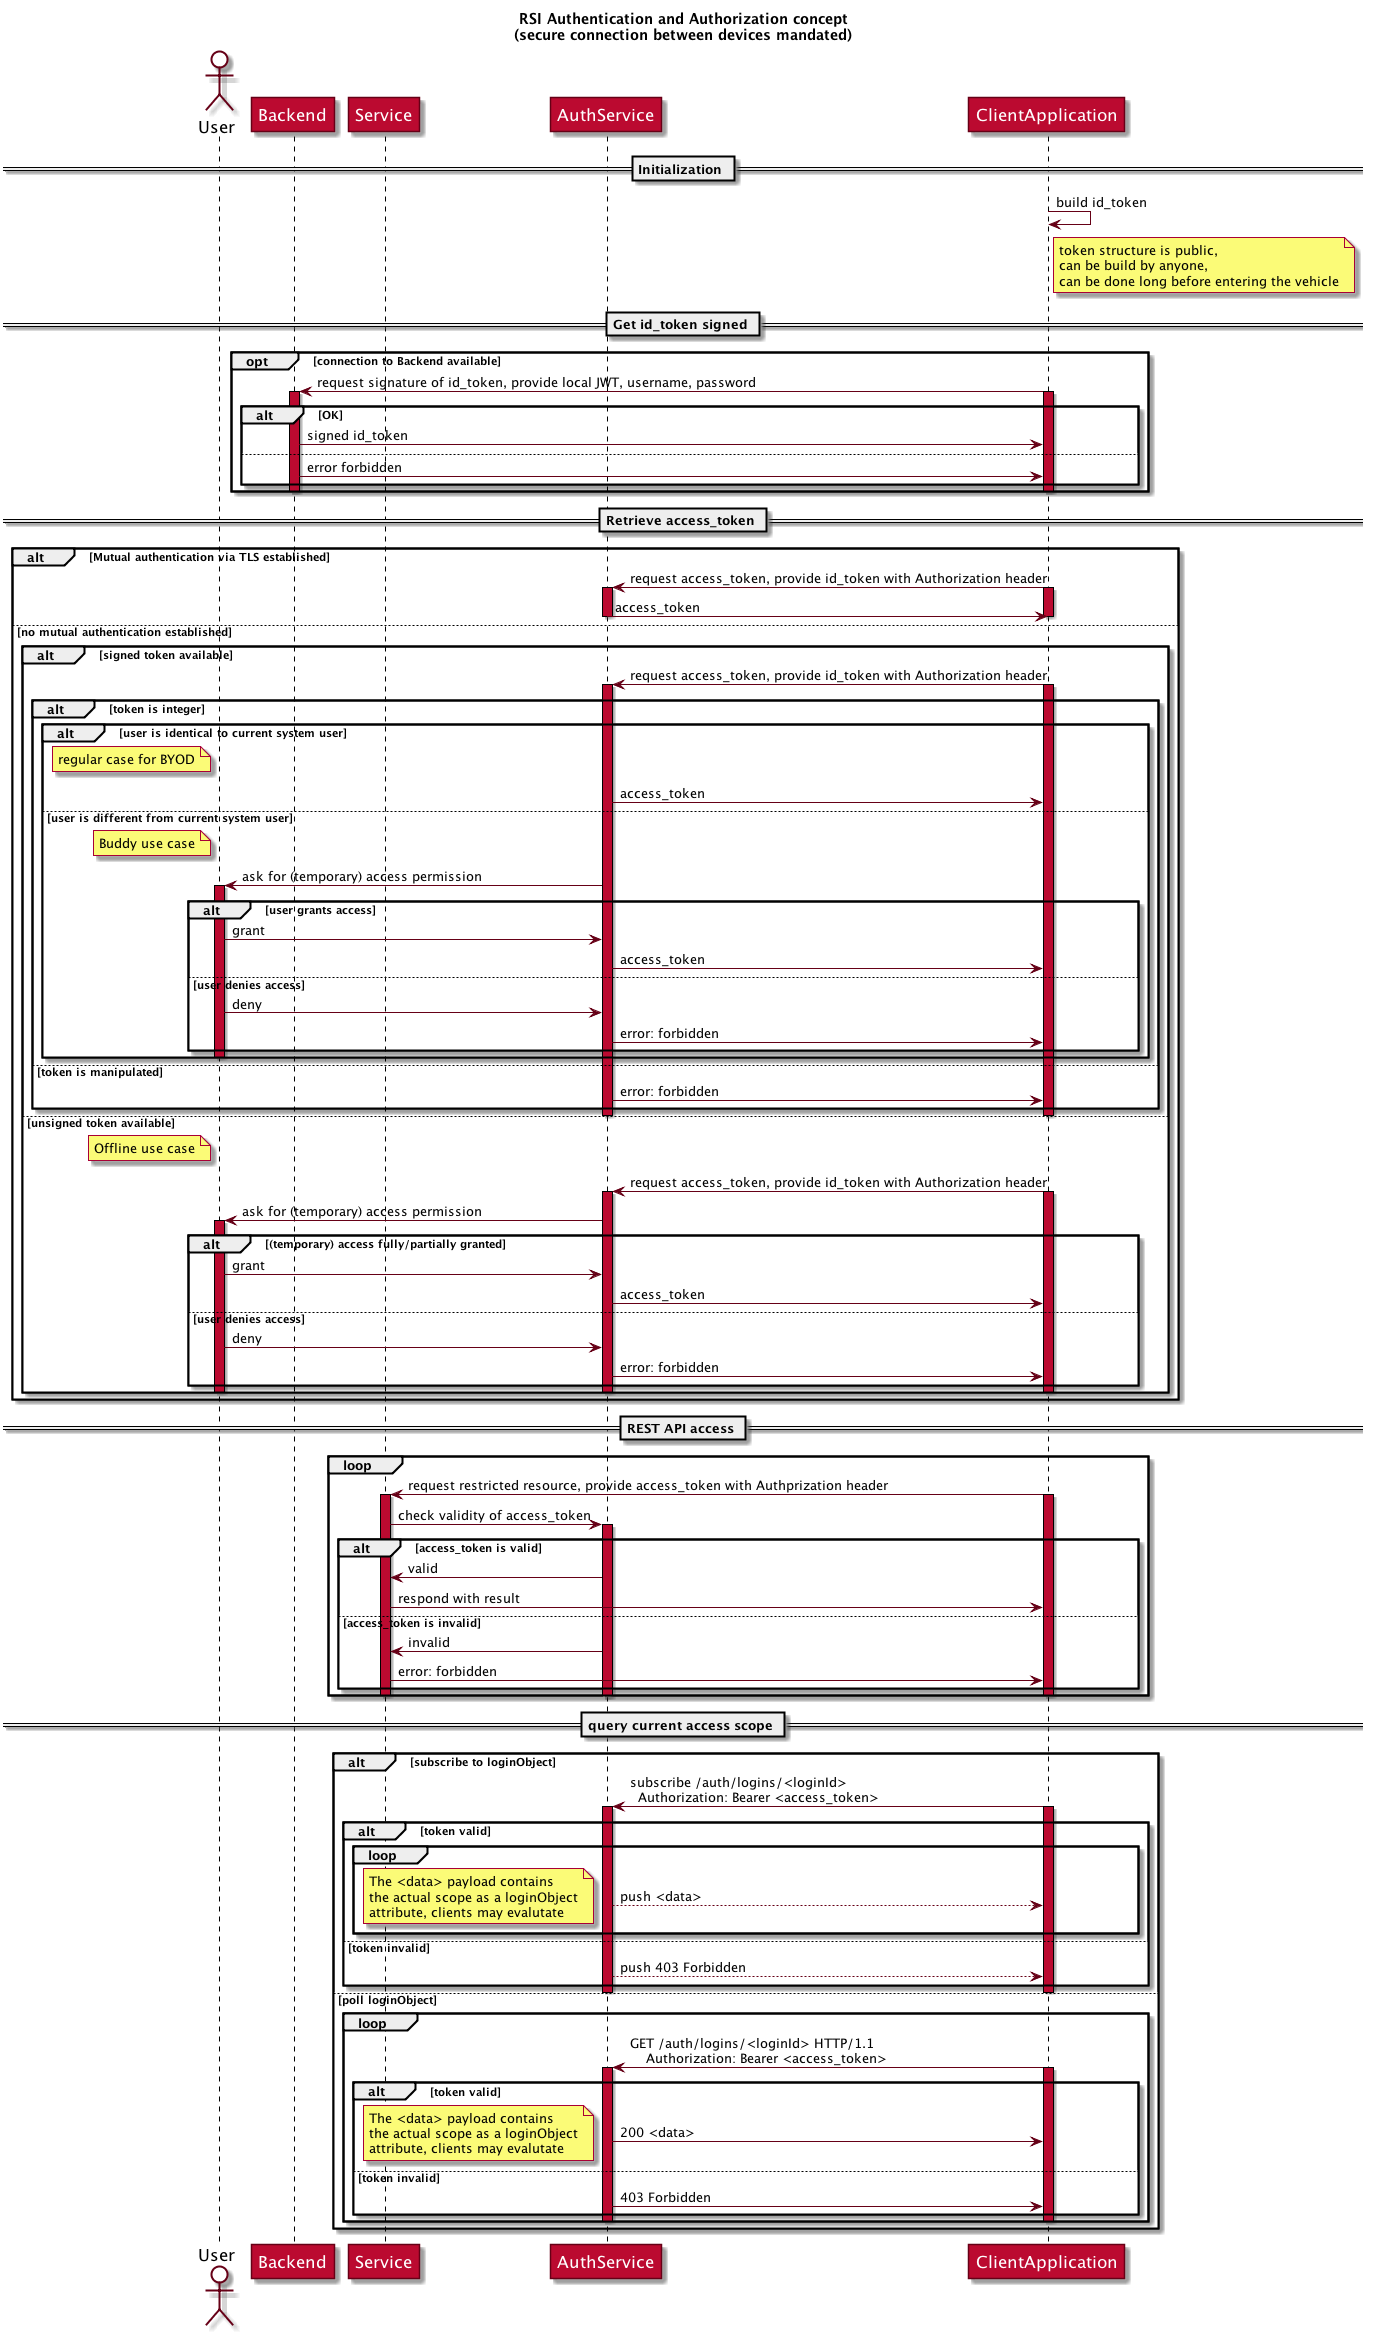 RSI Authentication and Authorization concept
(secure connection between devices mandated)
User
Backend
Service
AuthService
ClientApplication
Initialization
build id_token
token structure is public,
can be build by anyone,
can be done long before entering the vehicle
Get id_token signed
opt
[connection to Backend available]
request signature of id_token, provide local JWT, username, password
alt
[OK]
signed id_token
error forbidden
Retrieve access_token
alt
[Mutual authentication via TLS established]
request access_token, provide id_token with Authorization header
access_token
[no mutual authentication established]
alt
[signed token available]
request access_token, provide id_token with Authorization header
alt
[token is integer]
alt
[user is identical to current system user]
regular case for BYOD
access_token
[user is different from current system user]
Buddy use case
ask for (temporary) access permission
alt
[user grants access]
grant
access_token
[user denies access]
deny
error: forbidden
[token is manipulated]
error: forbidden
[unsigned token available]
Offline use case
request access_token, provide id_token with Authorization header
ask for (temporary) access permission
alt
[(temporary) access fully/partially granted]
grant
access_token
[user denies access]
deny
error: forbidden
REST API access
loop
request restricted resource, provide access_token with Authprization header
check validity of access_token
alt
[access_token is valid]
valid
respond with result
[access_token is invalid]
invalid
error: forbidden
query current access scope
alt
[subscribe to loginObject]
subscribe /auth/logins/<loginId>
Authorization: Bearer <access_token>
alt
[token valid]
loop
The <data> payload contains
the actual scope as a loginObject
attribute, clients may evalutate
push <data>
[token invalid]
push 403 Forbidden
[poll loginObject]
loop
GET /auth/logins/<loginId> HTTP/1.1
Authorization: Bearer <access_token>
alt
[token valid]
The <data> payload contains
the actual scope as a loginObject
attribute, clients may evalutate
200 <data>
[token invalid]
403 Forbidden
User
Backend
Service
AuthService
ClientApplication